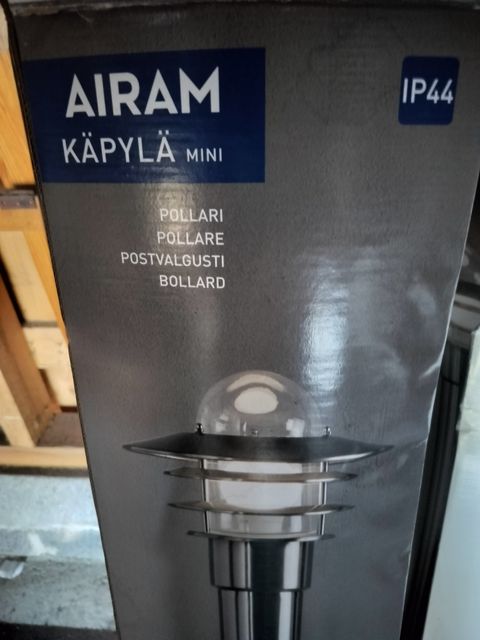 AIRAM
KÄPYLÄ MINI
IP44
POLLARI
POLLARE
POSTVALGUSTI
BOLLARD